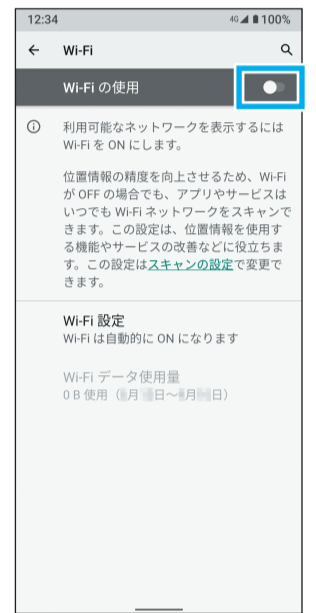 12:34 4G 100%
Wi-Fi
Wi-Fi の使用
利用可能なネットワークを表示するには
Wi-Fi を ON にします。
位置情報の精度を向上させるため、Wi-Fi
が OFF の場合でも、アプリやサービスは
いつでも Wi-Fi ネットワークをスキャンで
きます。この設定は、位置情報を使用す
る機能やサービスの改善などに役立ちま
す。この設定はスキャンの設定で変更で
きます。
Wi-Fi 設定
Wi-Fi は自動的に ON になります
Wi-Fi データ使用量
0 B 使用（月日～月日）